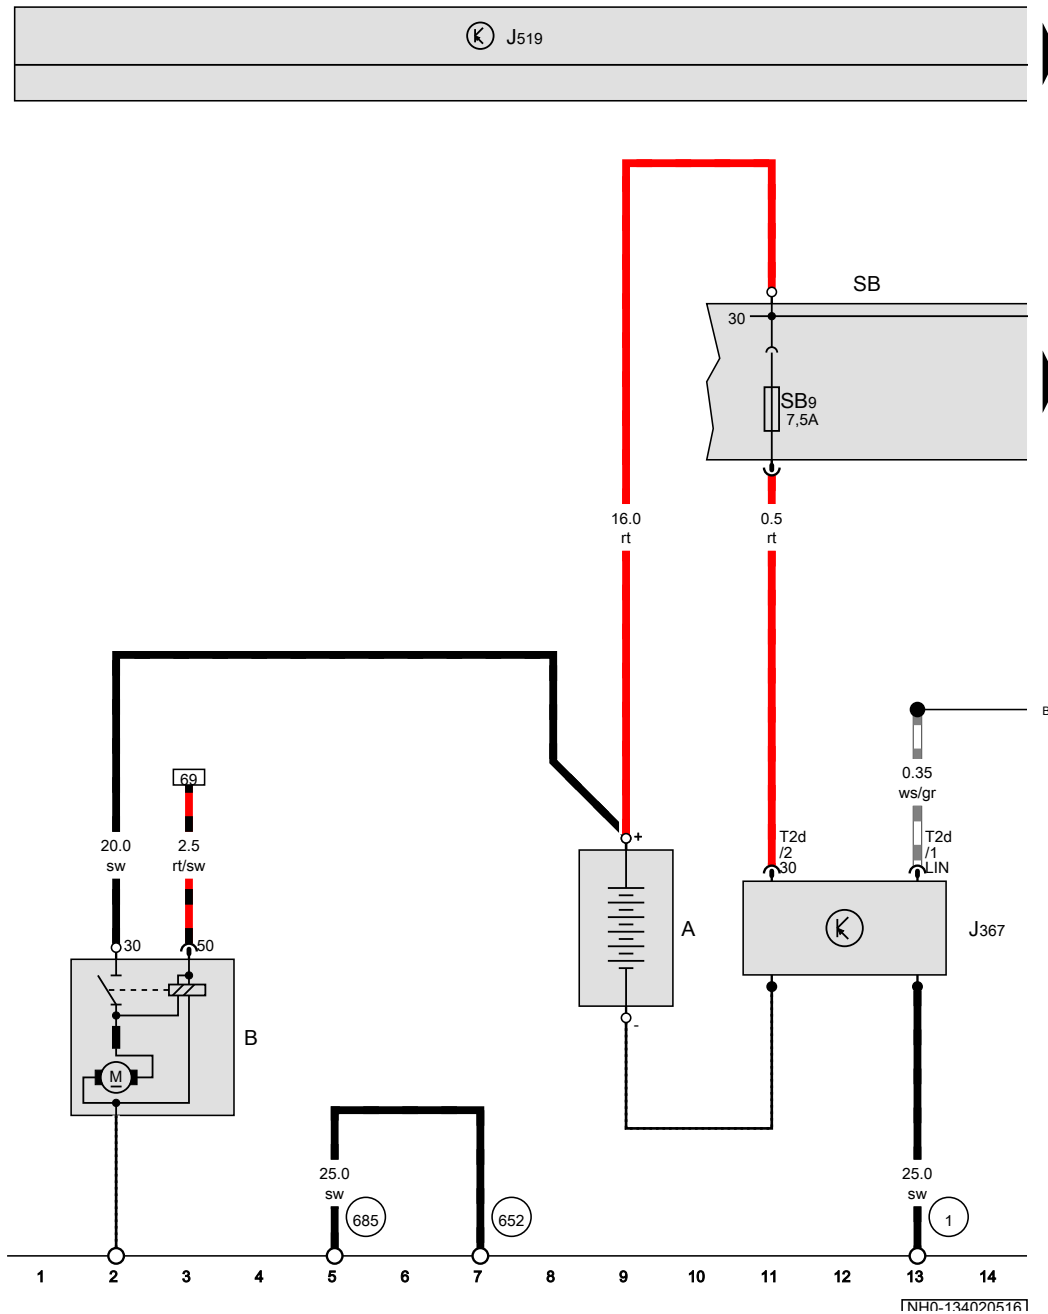 J519
SB
30
SB9
7,5A
16.0
rt
0.5
rt
B
69
0.35
ws/gr
20.0
sw
2.5
rt/sw
+
T2d
/2
30
T2d
/1
LIN
A
J367
30
50
-
B
M
25.0
sw
685
652
25.0
sw
1
1 2 3 4 5 6 7 8 9 10 11 12 13 14
NH0-134020516